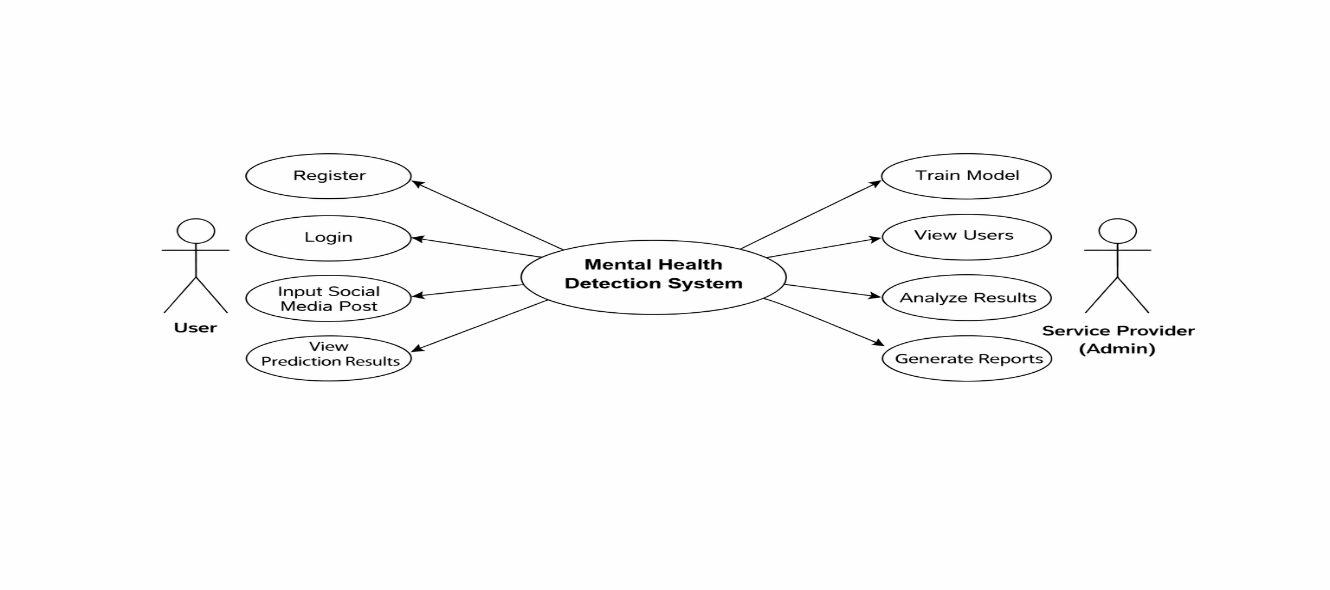 Register
Login
Input Social
Media Post
View
Prediction Results
User
Mental Health
Detection System
Train Model
View Users
Analyze Results
Generate Reports
Service Provider
(Admin)